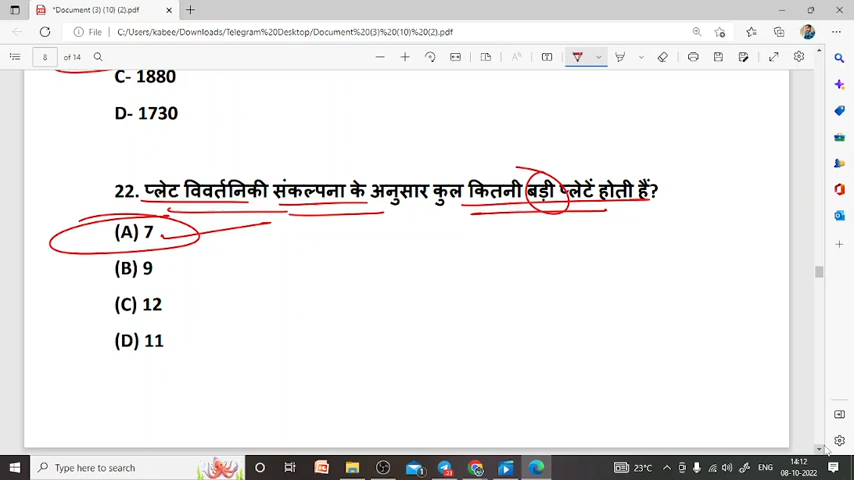 *Document (3) (10) (2).pdf
File
C:/Users/kabee/Downloads/Telegram%20Desktop/Document%20(3)%20(10)%20(2).pdf
8 of 14
C- 1880
D- 1730
22. प्लेट विवर्तनिकी संकल्पना के अनुसार कुल कितनी बड़ी प्लेटें होती हैं?
(A) 7
(B) 9
(C) 12
(D) 11
Type here to search
23°C
ENG
14:12
08-10-2022